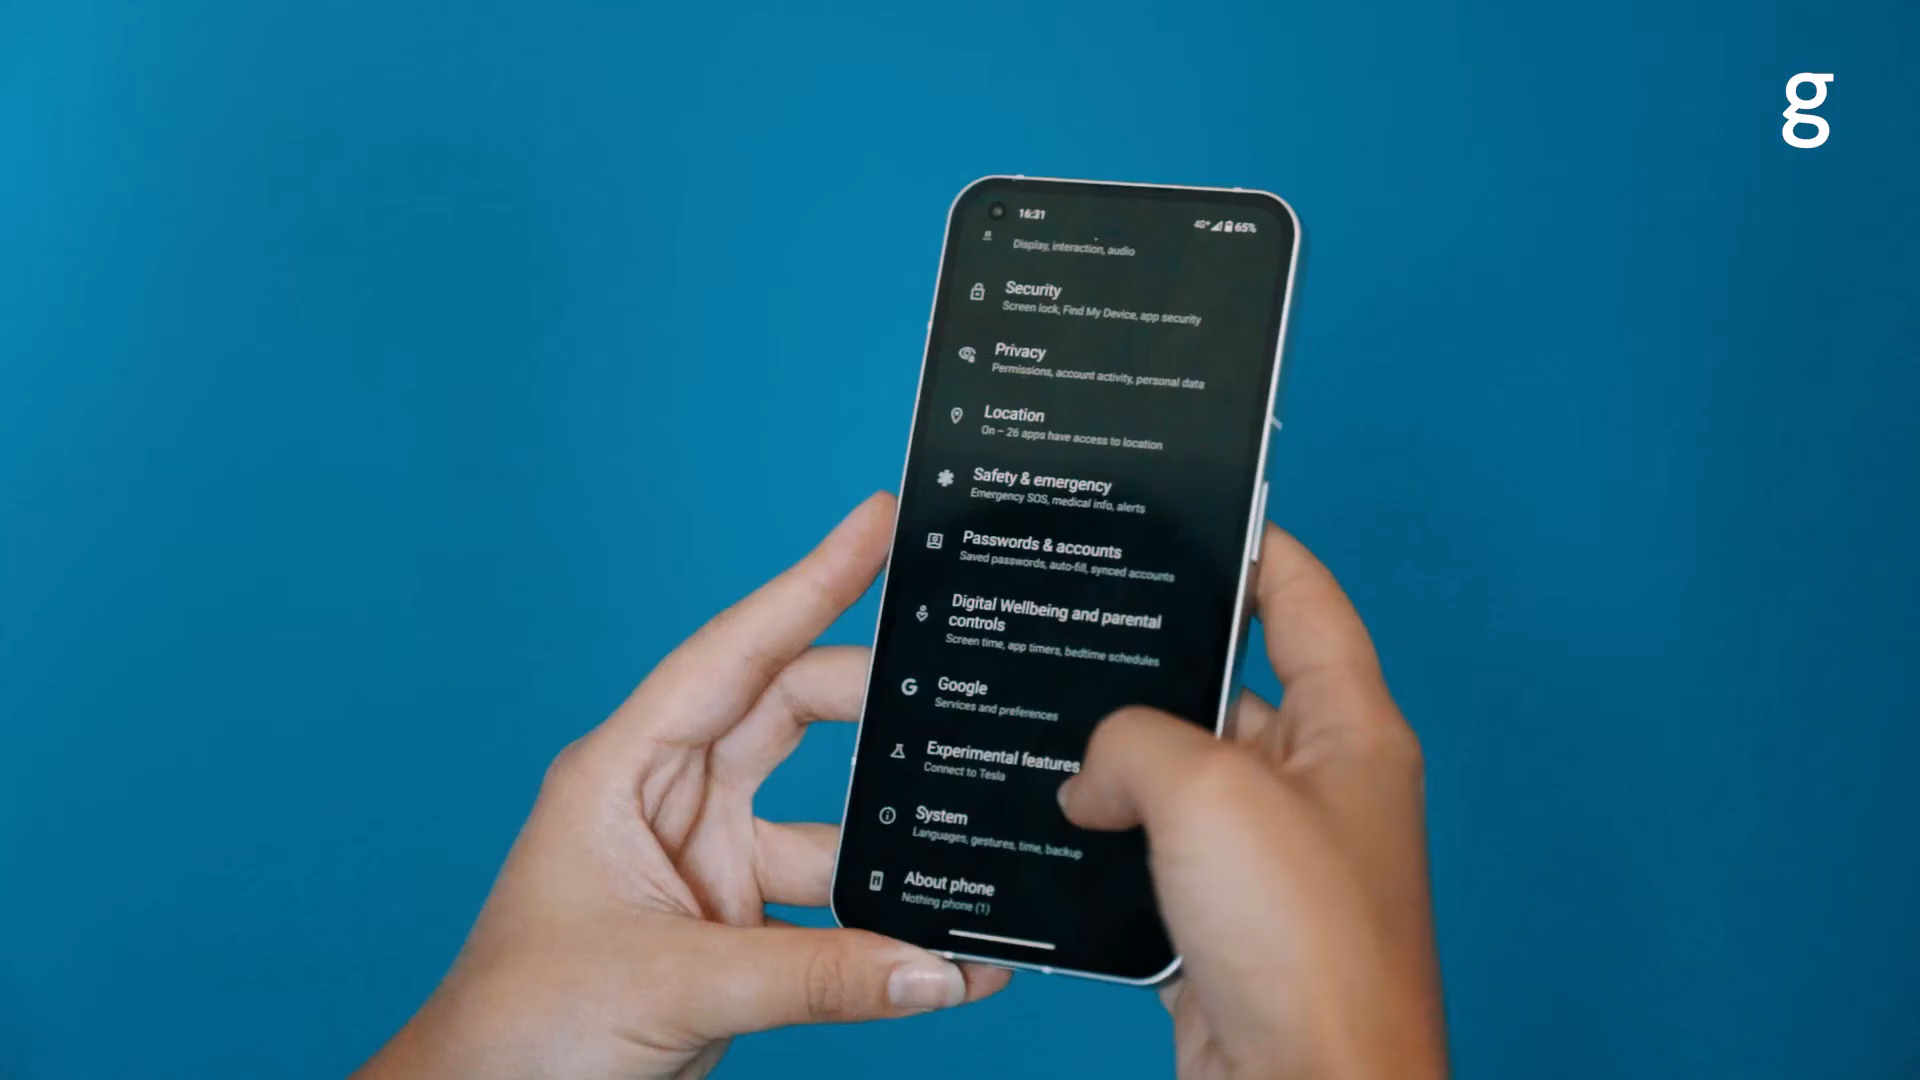 g
16:31
4G+ 65%
Display, interaction, audio
Security
Screen lock, Find My Device, app security
Privacy
Permissions, account activity, personal data
Location
On – 26 apps have access to location
Safety & emergency
Emergency SOS, medical info, alerts
Passwords & accounts
Saved passwords, auto-fill, synced accounts
Digital Wellbeing and parental
controls
Screen time, app timers, bedtime schedules
G
Google
Services and preferences
Experimental features
Connect to Tesla
System
Languages, gestures, time, backup
About phone
Nothing phone (1)